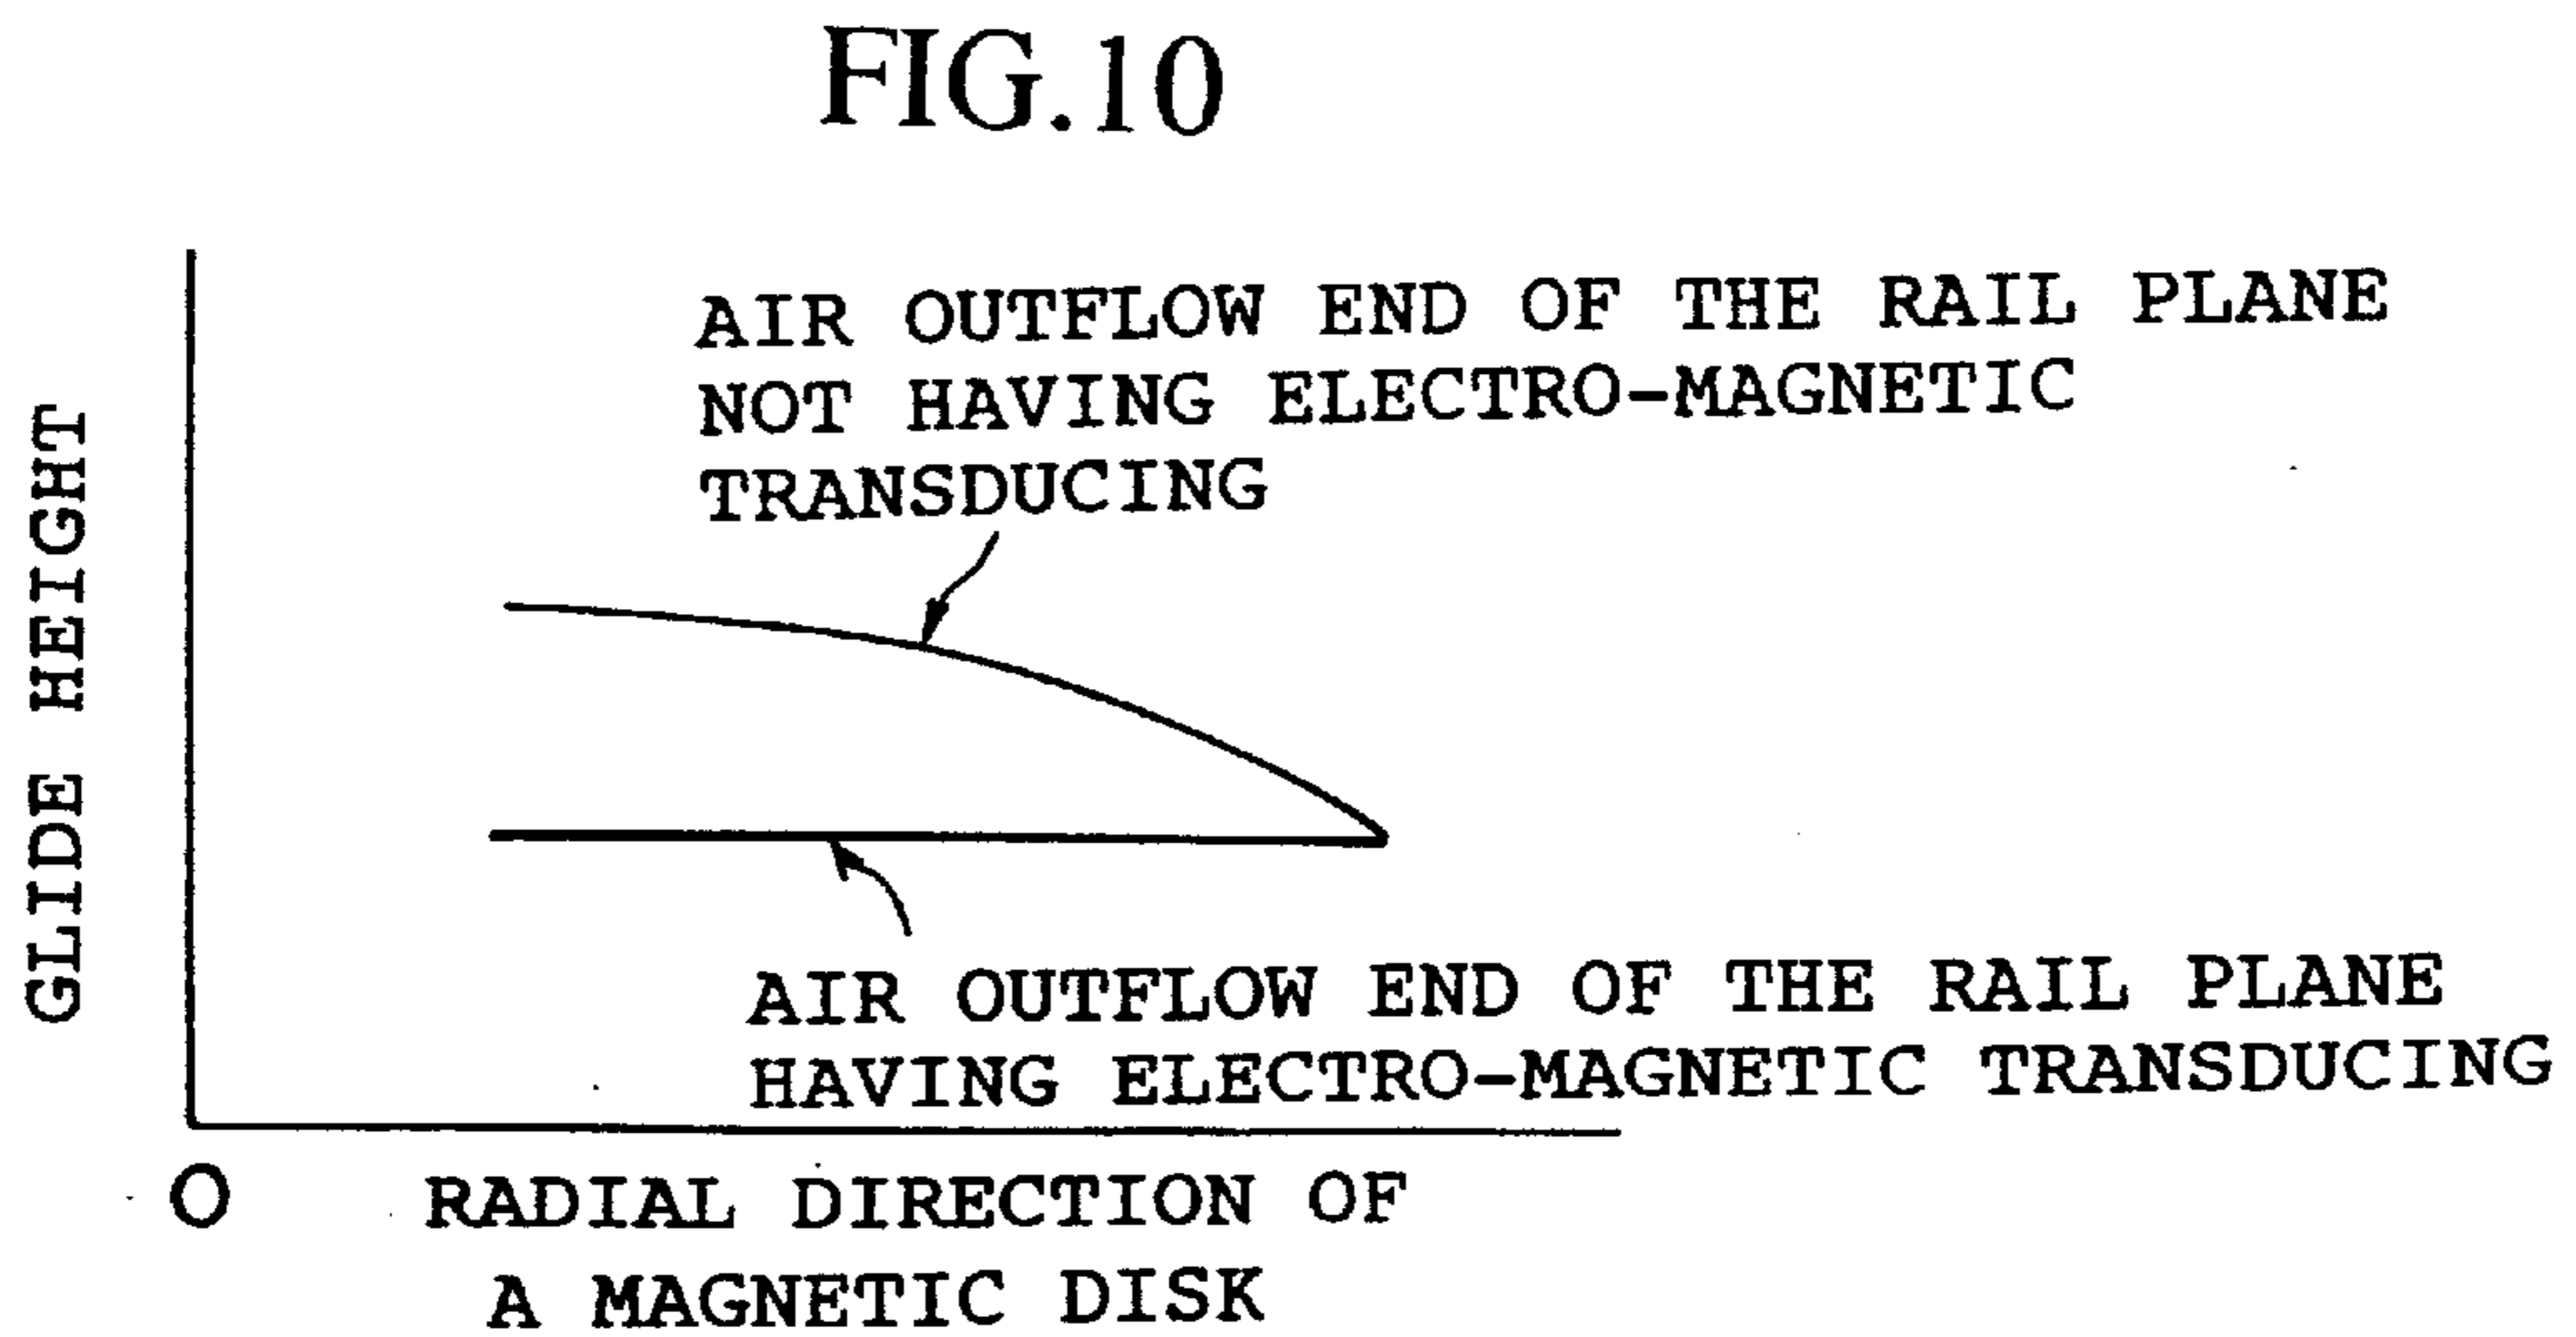 FIG.10
AIR OUTFLOW END OF THE RAIL PLANE
NOT HAVING ELECTRO-MAGNETIC
TRANSDUCING
GLIDE HEIGHT
AIR OUTFLOW END OF THE RAIL PLANE
HAVING ELECTRO-MAGNETIC TRANSDUCING
O
RADIAL DIRECTION OF
A MAGNETIC DISK